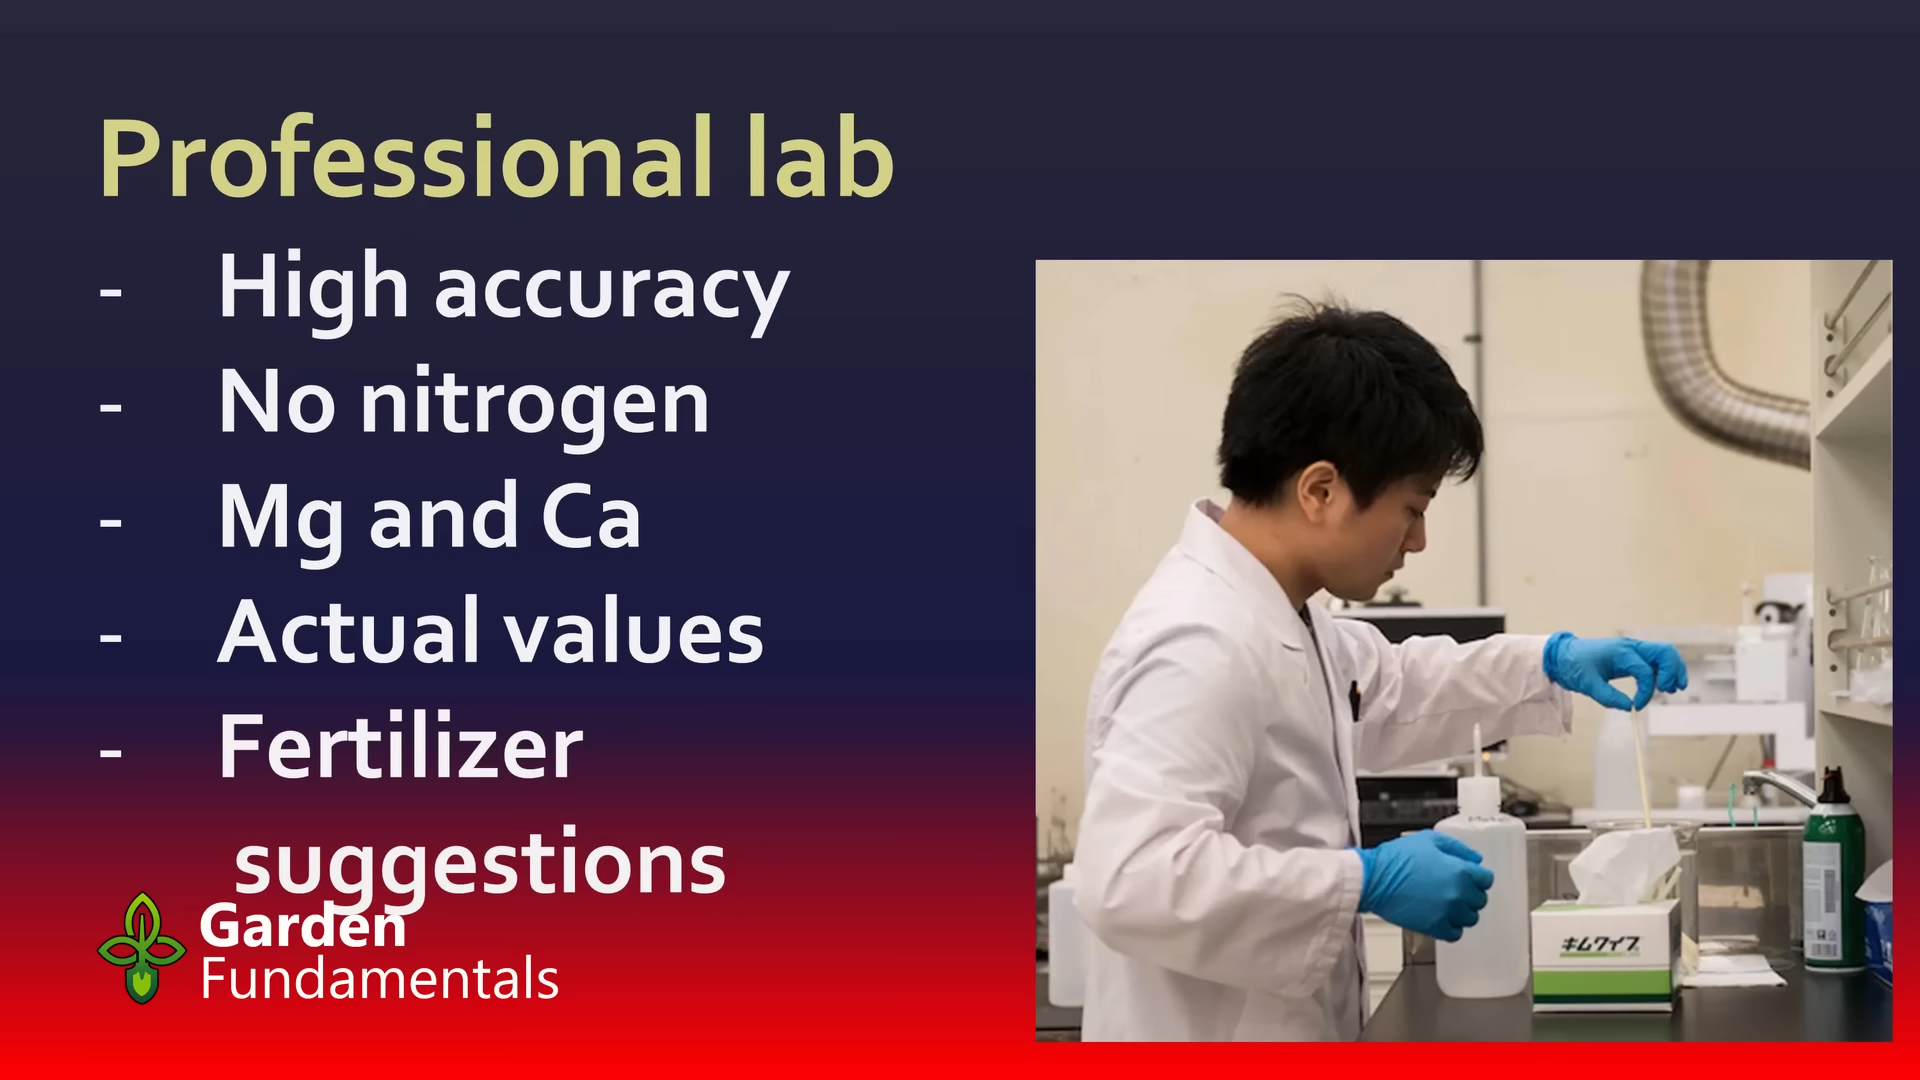 Professional lab
- High accuracy
- No nitrogen
- Mg and Ca
- Actual values
- Fertilizer
suggestions
Garden
Fundamentals
キムワイプ